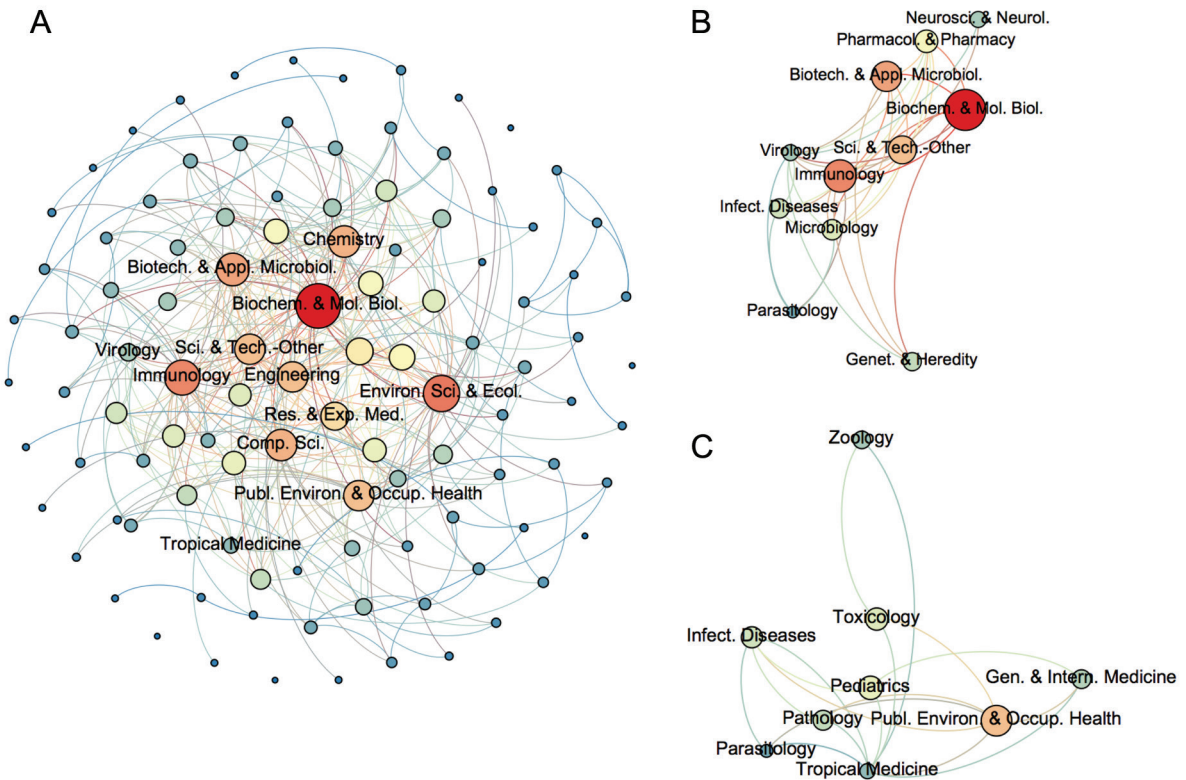 A
Chemistry
Biotech. & Appl. Microbiol.
Biochem. & Mol. Biol.
Virology
Sci. & Tech.-Other
Immunology
Engineering
Environ. Sci. & Ecol.
Res. & Exp. Med.
Comp. Sci.
Publ. Environ. & Occup. Health
Tropical Medicine
B
Neurosci. & Neurol.
Pharmacol. & Pharmacy
Biotech. & Appl. Microbiol.
Biochem. & Mol. Biol.
Virology
Sci. & Tech.-Other
Immunology
Infect. Diseases
Microbiology
Parasitology
Genet. & Heredity
C
Zoology
Toxicology
Infect. Diseases
Pediatrics
Gen. & Intern. Medicine
Pathology
Publ. Environ. & Occup. Health
Parasitology
Tropical Medicine